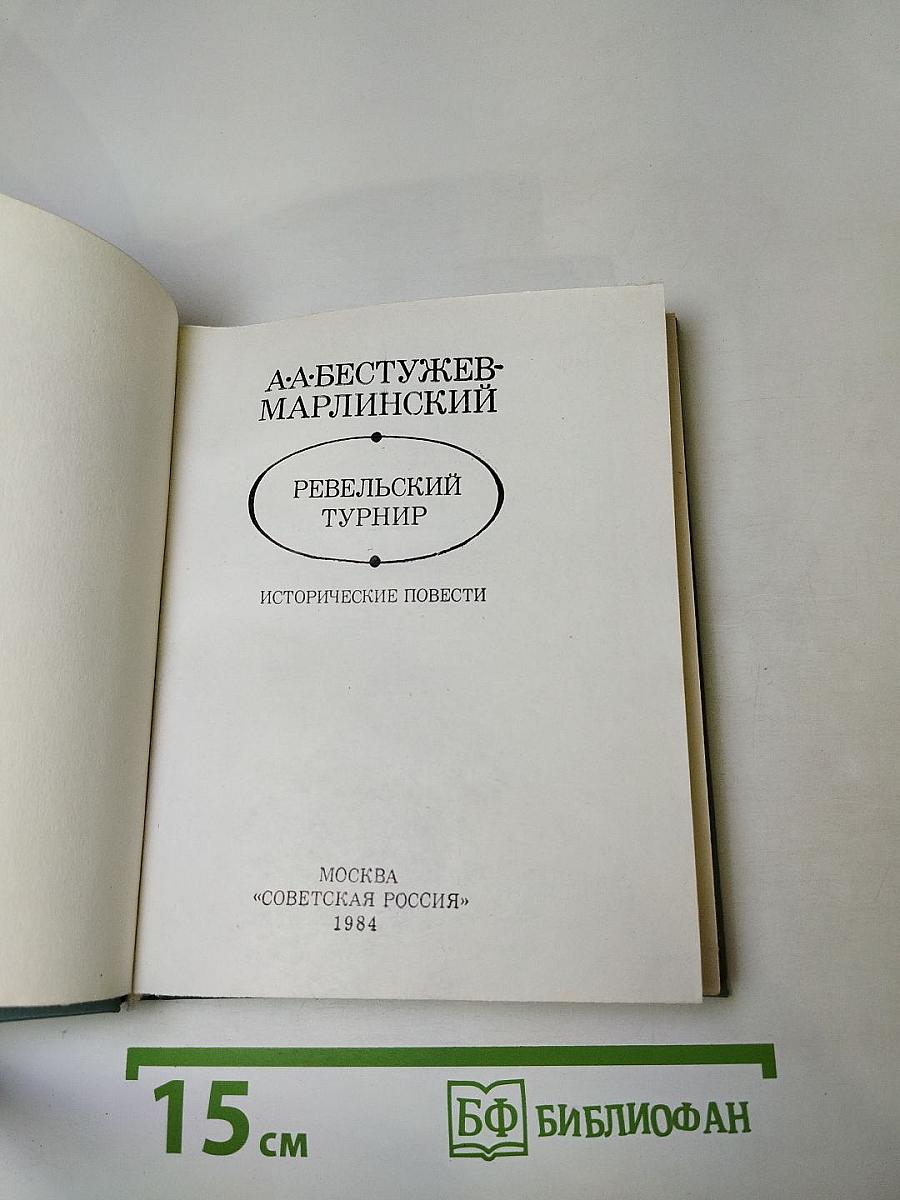 А·А·БЕСТУЖЕВ-
МАРЛИНСКИЙ
РЕВЕЛЬСКИЙ
ТУРНИР
ИСТОРИЧЕСКИЕ ПОВЕСТИ
МОСКВА
«СОВЕТСКАЯ РОССИЯ»
1984
15 см
БФ БИБЛИОФАН